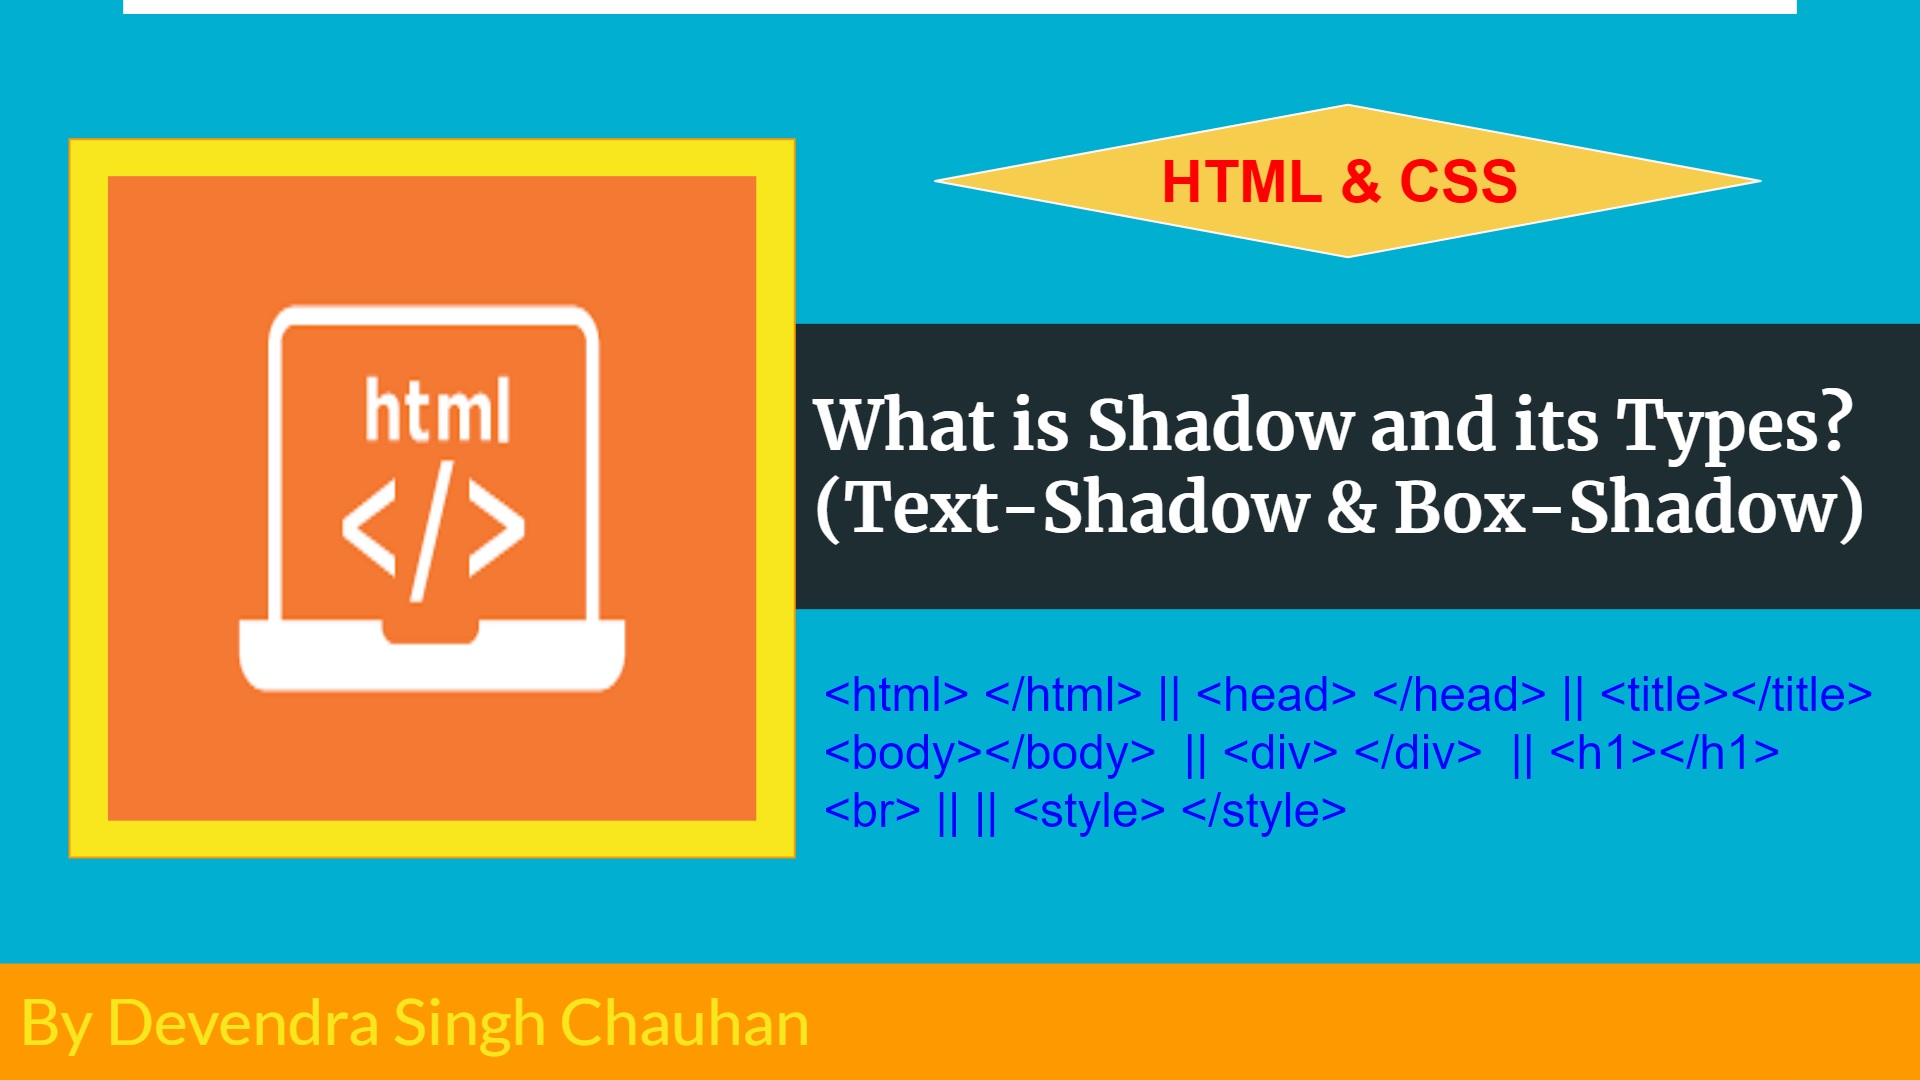 HTML & CSS
html
</>
What is Shadow and its Types?
(Text-Shadow & Box-Shadow)
<html> </html> || <head> </head> || <title></title>
<body></body>  || <div> </div>  || <h1></h1>
<br> || || <style> </style>
By Devendra Singh Chauhan